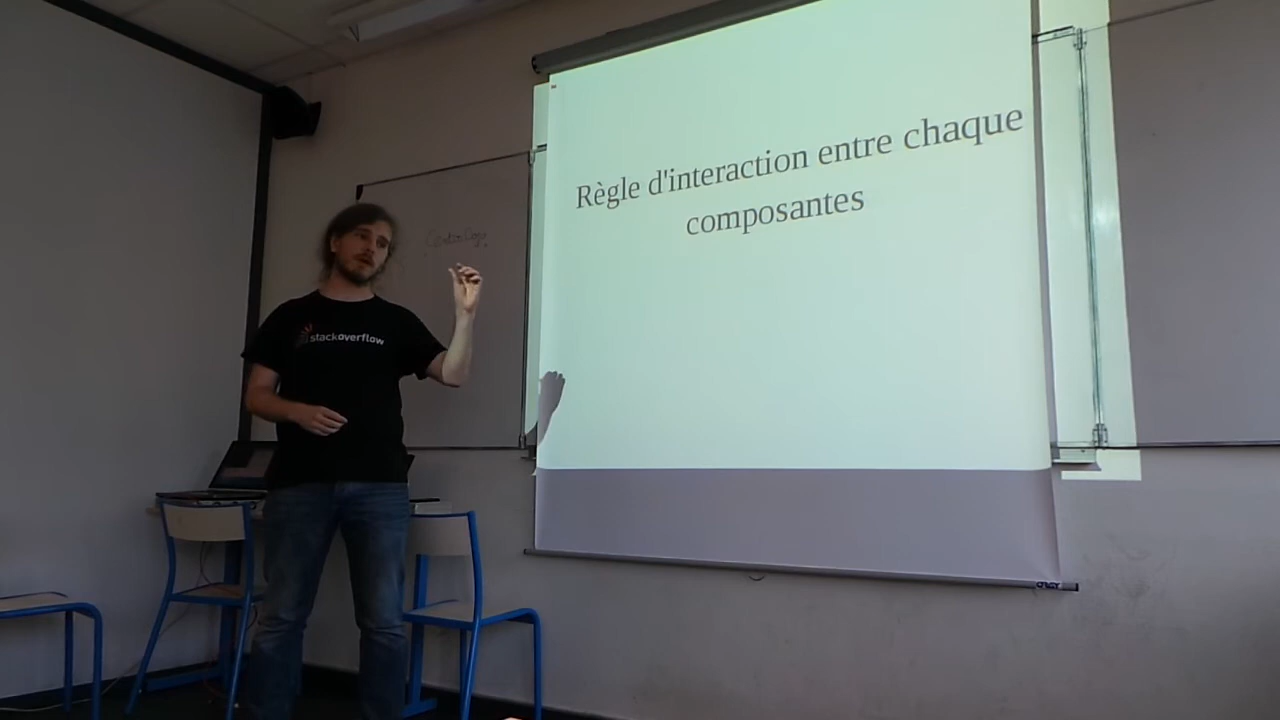 Règle d'interaction entre chaque
composantes
stackoverflow